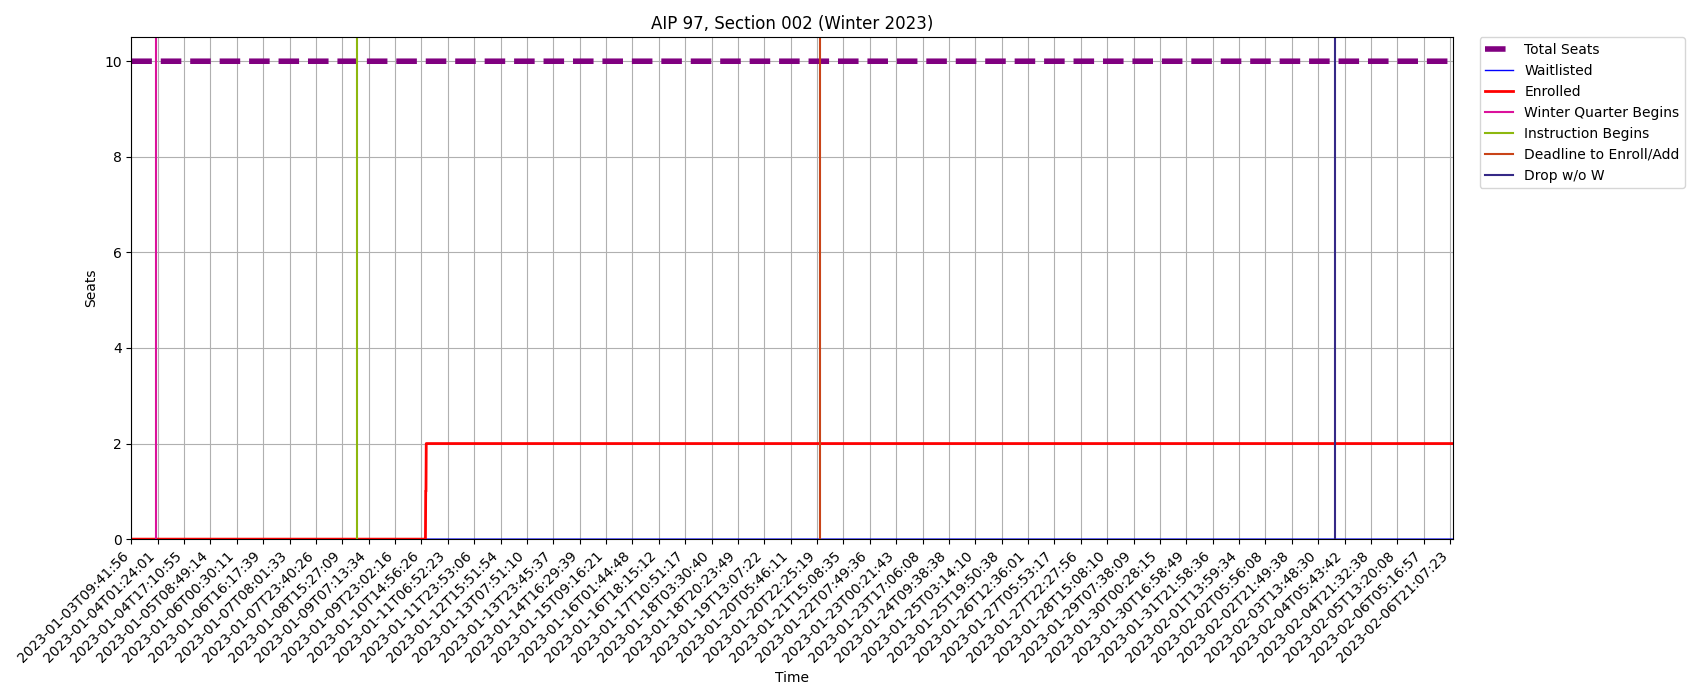 AIP 97, Section 002 (Winter 2023)
Total Seats
Waitlisted
Enrolled
Winter Quarter Begins
Instruction Begins
Deadline to Enroll/Add
Drop w/o W
Seats
10
8
6
4
2
0
2023-01-03T09:41:56
2023-01-04T01:24:01
2023-01-04T17:10:55
2023-01-05T08:49:14
2023-01-06T00:30:11
2023-01-06T16:17:39
2023-01-07T08:01:33
2023-01-07T23:40:26
2023-01-08T15:27:09
2023-01-09T07:13:34
2023-01-09T23:02:16
2023-01-10T14:56:26
2023-01-11T06:52:23
2023-01-11T23:53:06
2023-01-12T15:51:54
2023-01-13T07:51:10
2023-01-13T23:45:37
2023-01-14T16:29:39
2023-01-15T09:16:21
2023-01-16T01:44:48
2023-01-16T18:15:12
2023-01-17T10:51:17
2023-01-18T03:30:40
2023-01-18T20:23:49
2023-01-19T13:07:22
2023-01-20T05:46:11
2023-01-20T22:25:19
2023-01-21T15:08:35
2023-01-22T07:49:36
2023-01-23T00:21:43
2023-01-23T17:06:08
2023-01-24T09:38:38
2023-01-25T03:14:10
2023-01-25T19:50:38
2023-01-26T12:36:01
2023-01-27T05:53:17
2023-01-27T22:27:56
2023-01-28T15:08:10
2023-01-29T07:38:09
2023-01-30T00:28:15
2023-01-30T16:58:49
2023-01-31T21:58:36
2023-02-01T13:59:34
2023-02-02T05:56:08
2023-02-02T21:49:38
2023-02-03T13:48:30
2023-02-04T05:43:42
2023-02-04T21:32:38
2023-02-05T13:20:08
2023-02-06T05:16:57
2023-02-06T21:07:23
Time